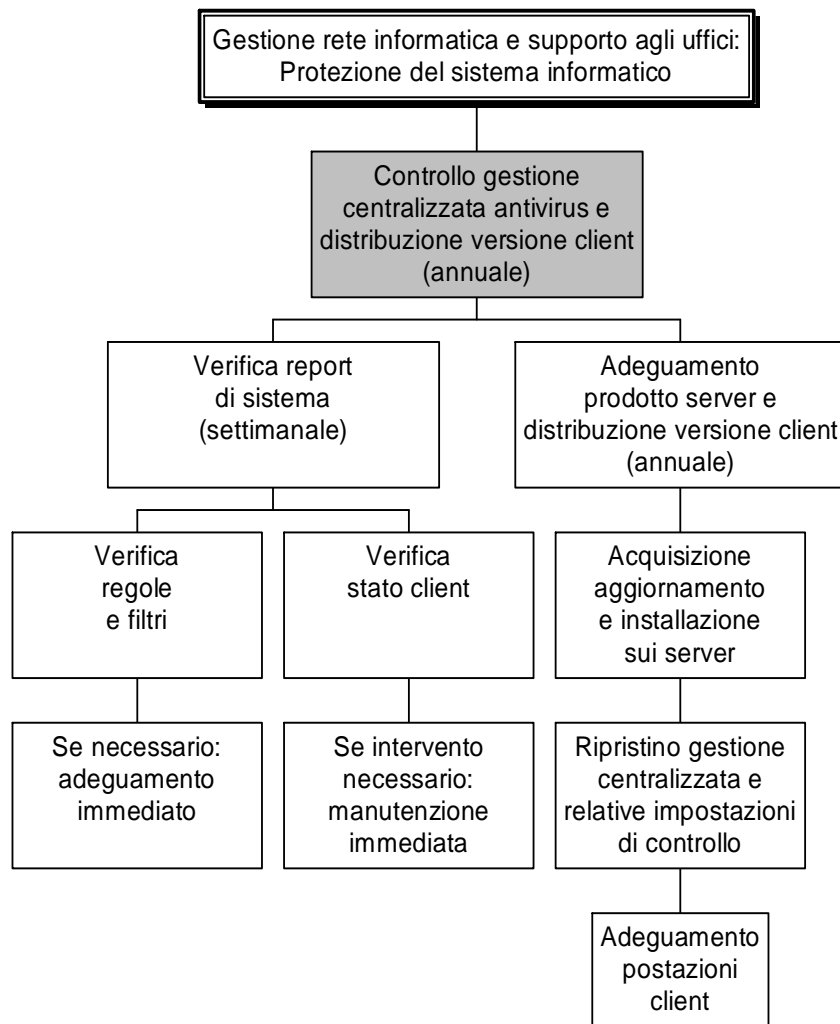 Gestione rete informatica e supporto agli uffici:
Protezione del sistema informatico
Controllo gestione
centralizzata antivirus e
distribuzione versione client
(annuale)
Verifica report
di sistema
(settimanale)
Adeguamento
prodotto server e
distribuzione versione client
(annuale)
Verifica
regole
e filtri
Verifica
stato client
Acquisizione
aggiornamento
e installazione
sui server
Se necessario:
adeguamento
immediato
Se intervento
necessario:
manutenzione
immediata
Ripristino gestione
centralizzata e
relative impostazioni
di controllo
Adeguamento
postazioni
client